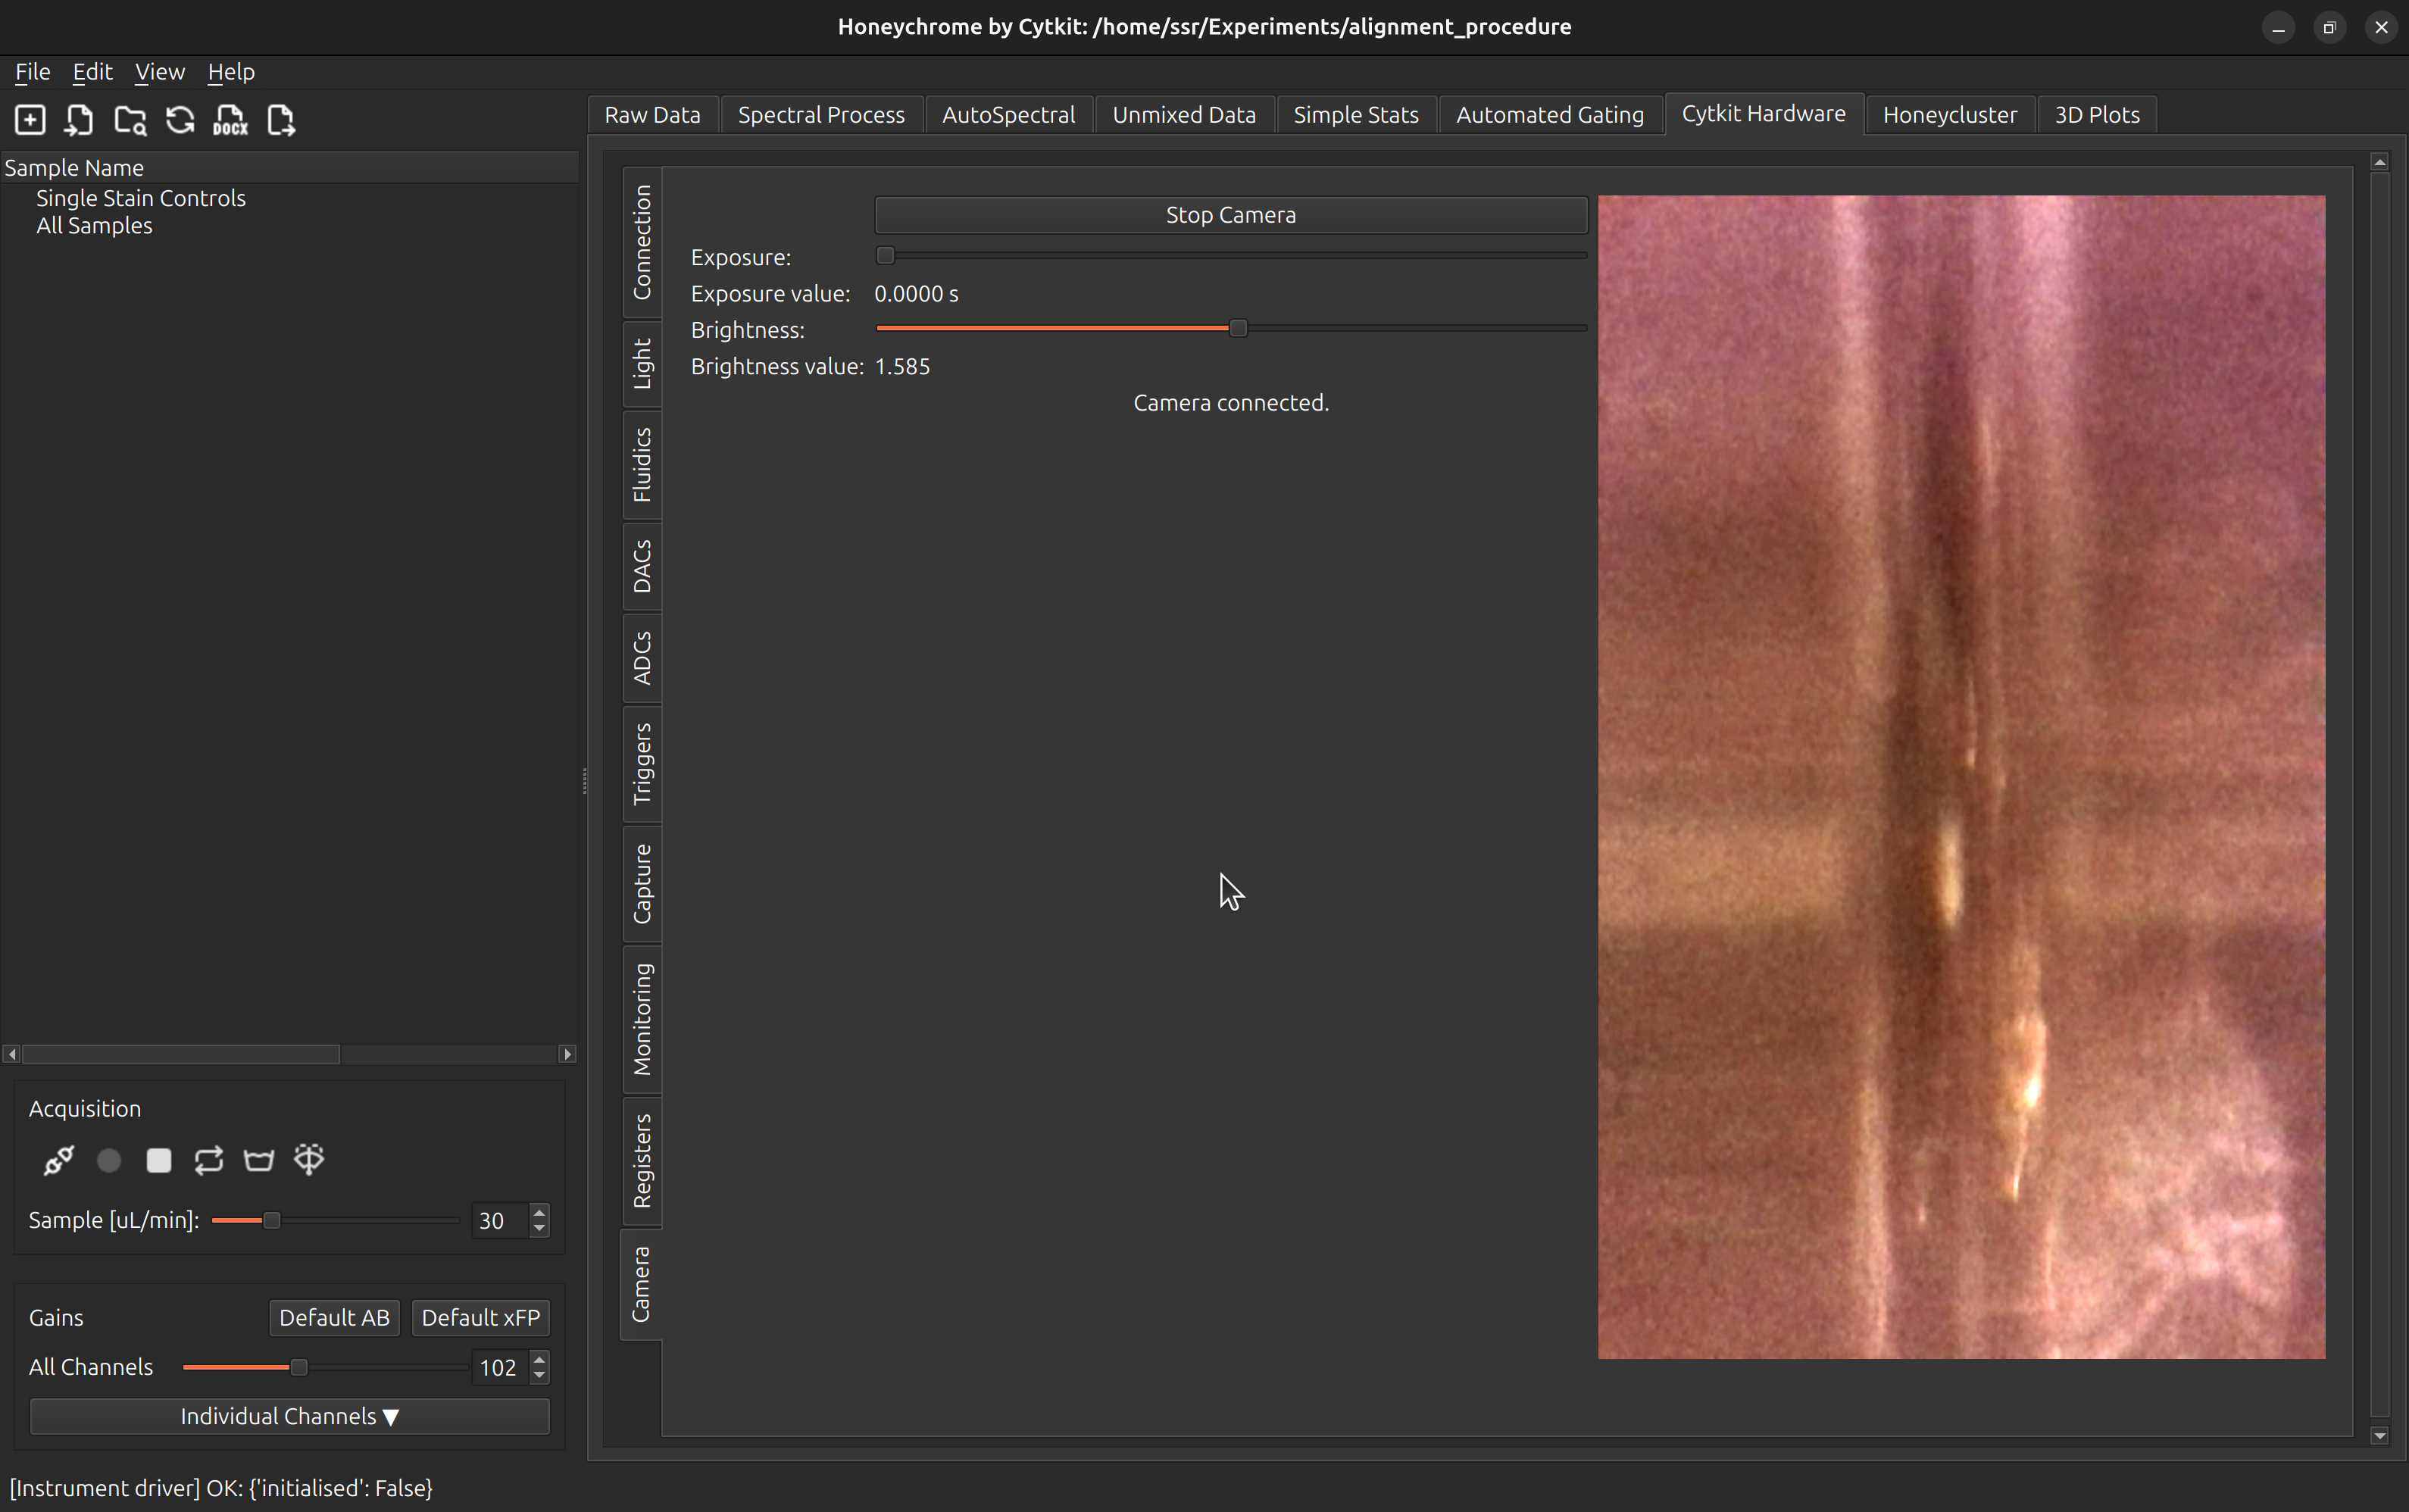 Honeychrome by Cytkit: /home/ssr/Experiments/alignment_procedure
File Edit View Help
DOCX
Raw Data Spectral Process AutoSpectral Unmixed Data Simple Stats Automated Gating Cytkit Hardware Honeycluster 3D Plots
Sample Name
Single Stain Controls
All Samples
Connection
Light
Fluidics
DACs
ADCs
Triggers
Capture
Monitoring
Registers
Camera
Stop Camera
Exposure:
Exposure value: 0.0000 s
Brightness:
Brightness value: 1.585
Camera connected.
Acquisition
Sample [uL/min]: 30
Gains Default AB Default xFP
All Channels 102
Individual Channels ▼
[Instrument driver] OK: {'initialised': False}